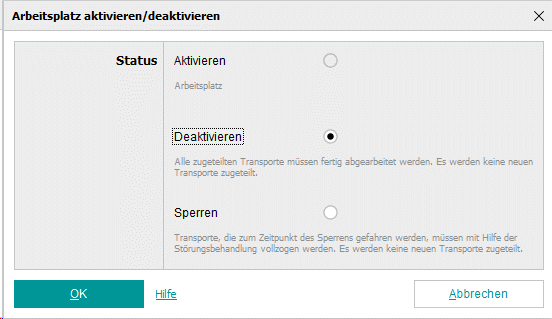 Arbeitsplatz aktivieren/deaktivieren
Status
Aktivieren
Arbeitsplatz
Deaktivieren
Alle zugeteilten Transporte müssen fertig abgearbeitet werden. Es werden keine neuen
Transporte zugeteilt.
Sperren
Transporte, die zum Zeitpunkt des Sperrens gefahren werden, müssen mit Hilfe der
Störungsbehandlung vollzogen werden. Es werden keine neuen Transporte zugeteilt.
OK
Hilfe
Abbrechen